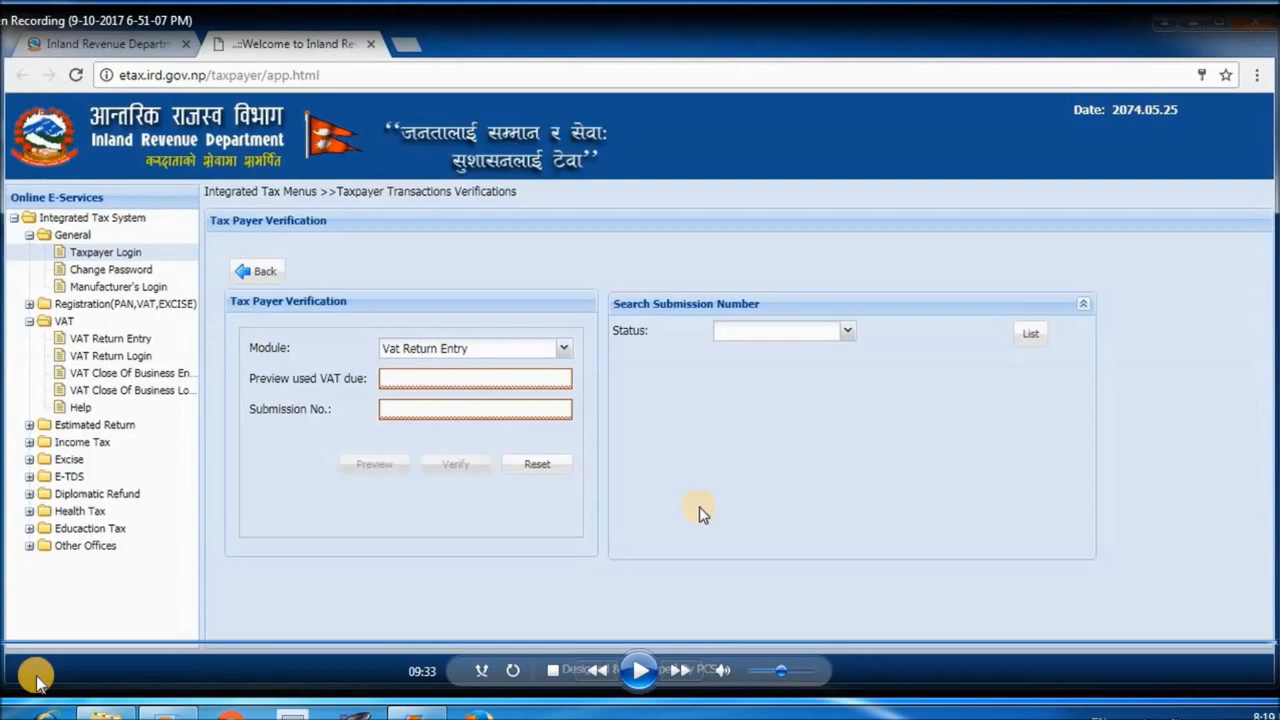 n Recording (9-10-2017 6-51-07 PM)
Inland Revenue Departm
..::Welcome to Inland Re
etax.ird.gov.np/taxpayer/app.html
आन्तरिक राजस्व विभाग
Inland Revenue Department
करदाताको सेवामा समर्पित
“जनतालाई सम्मान र सेवा:
सुशासनलाई टेवा”
Date: 2074.05.25
Online E-Services
Integrated Tax System
General
Taxpayer Login
Change Password
Manufacturer's Login
Registration(PAN,VAT,EXCISE)
VAT
VAT Return Entry
VAT Return Login
VAT Close Of Business En...
VAT Close Of Business Lo...
Help
Estimated Return
Income Tax
Excise
E-TDS
Diplomatic Refund
Health Tax
Educaction Tax
Other Offices
Integrated Tax Menus >>Taxpayer Transactions Verifications
Tax Payer Verification
Back
Tax Payer Verification
Module: Vat Return Entry
Preview used VAT due:
Submission No.:
Preview Verify Reset
Search Submission Number
Status:
List
09:33
8:19